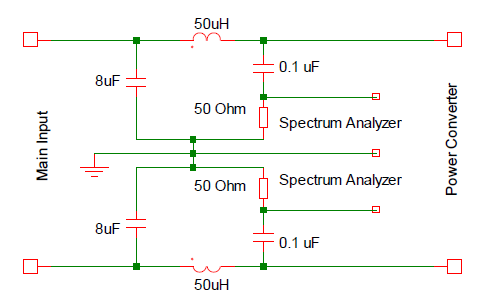 50uH
8uF
0.1 uF
50 Ohm
Spectrum Analyzer
Main Input
Power Converter
50 Ohm
Spectrum Analyzer
8uF
0.1 uF
50uH